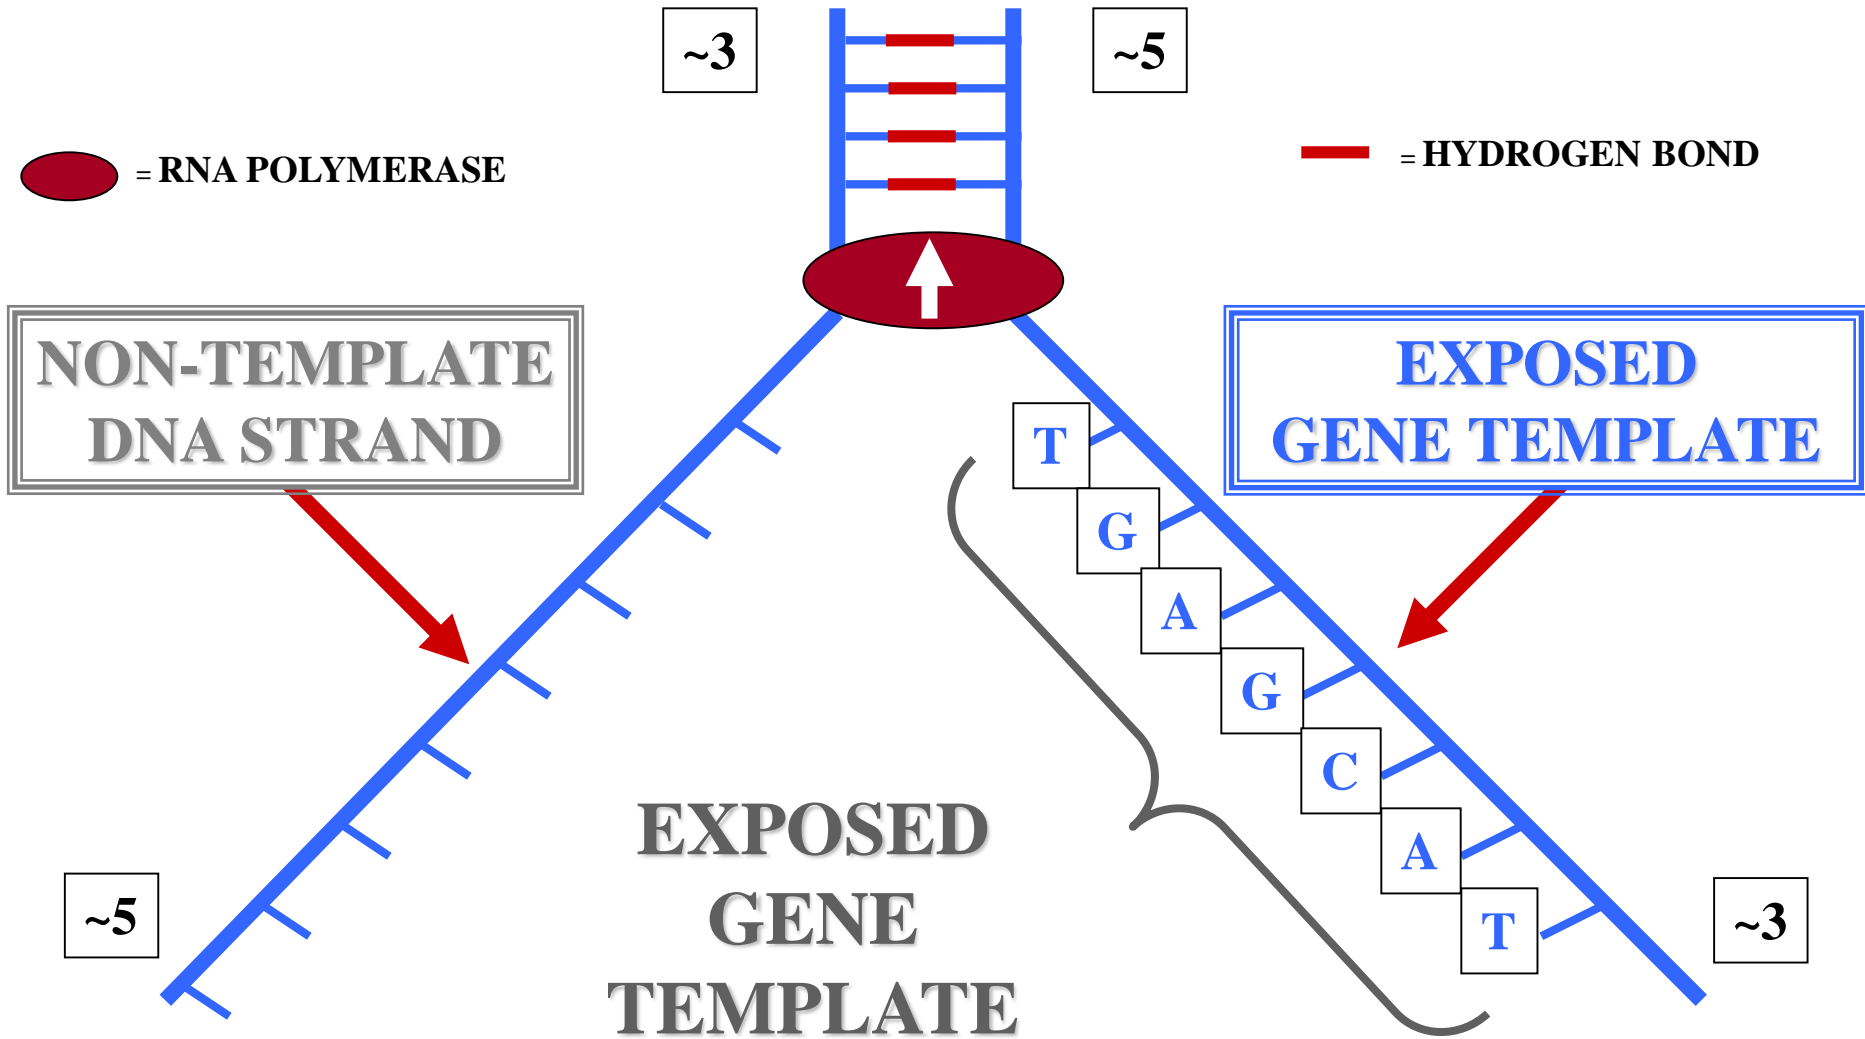 ~3
~5
= RNA POLYMERASE
= HYDROGEN BOND
NON-TEMPLATE
DNA STRAND
EXPOSED
GENE TEMPLATE
T
G
A
G
C
A
T
EXPOSED
GENE
TEMPLATE
~5
~3